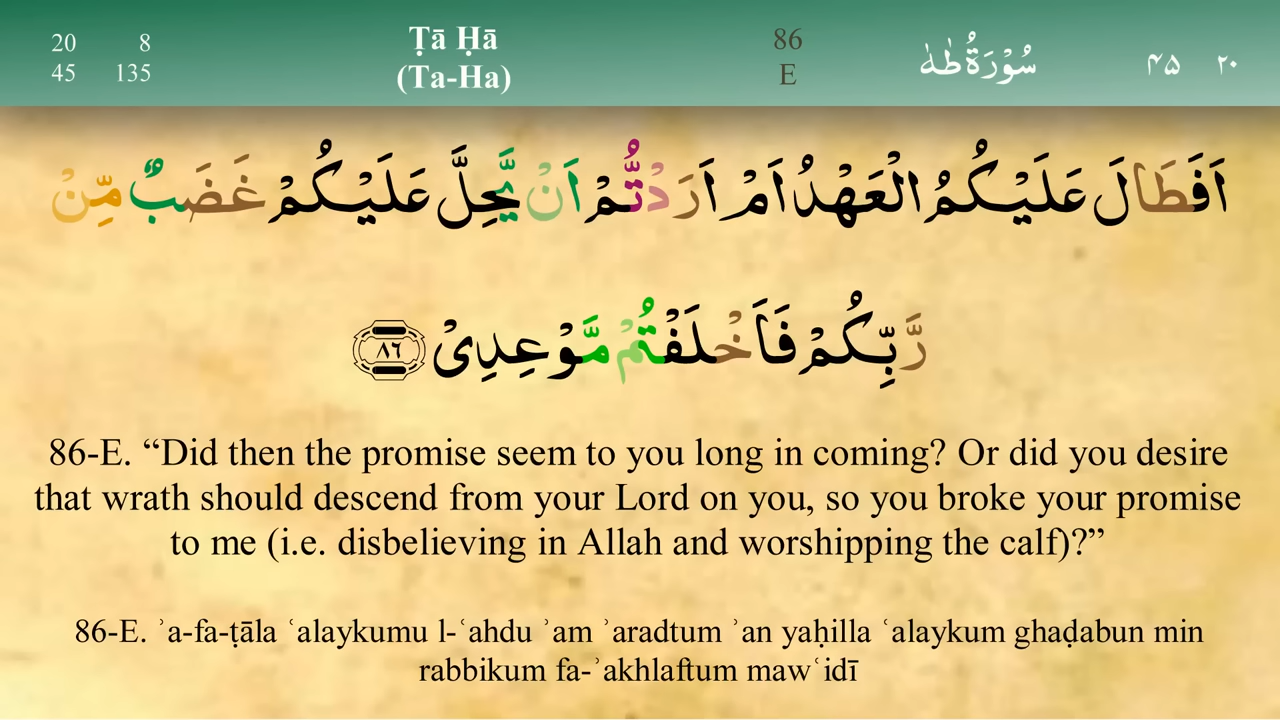 20 8
45 135
Ṭā Ḥā
(Ta-Ha)
86
E
سُوْرَةُ طٰهٰ
۴۵ ۲۰
اَفَطَالَ عَلَيْكُمُ الْعَهْدُ اَمْ اَرَدْتُّمْ اَنْ يَّحِلَّ عَلَيْكُمْ غَضَبٌ مِّنْ
رَّبِّكُمْ فَاَخْلَفْتُمْ مَّوْعِدِىْ ٨٦
86-E. “Did then the promise seem to you long in coming? Or did you desire
that wrath should descend from your Lord on you, so you broke your promise
to me (i.e. disbelieving in Allah and worshipping the calf)?”
86-E. ʾa-fa-ṭāla ʿalaykumu l-ʿahdu ʾam ʾaradtum ʾan yaḥilla ʿalaykum ghaḍabun min
rabbikum fa-ʾakhlaftum mawʿidī